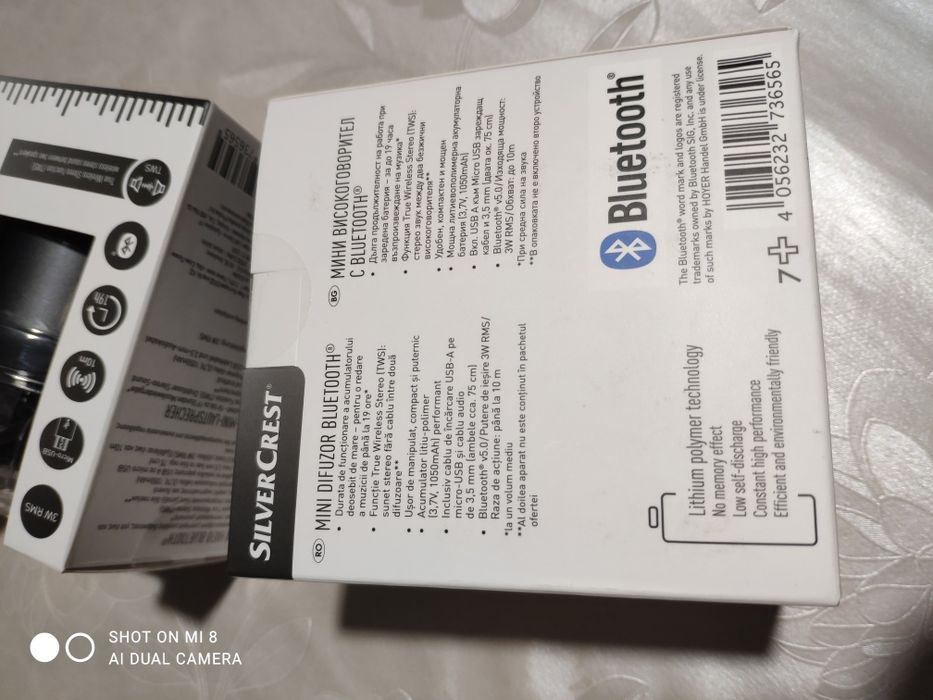 SILVERCREST®
RO
MINI DIFUZOR BLUETOOTH®
• Durata de funcționare a acumulatorului
deosebit de mare – pentru o redare
a muzicii de până la 19 ore*
• Funcție True Wireless Stereo (TWS):
sunet stereo fără cablu între două
difuzoare**
• Ușor de manipulat, compact și puternic
• Acumulator litiu-polimer
(3,7V, 1050mAh) performant
• Inclusiv cablu de încărcare USB-A pe
micro-USB și cablu audio
de 3,5 mm (ambele cca. 75 cm)
• Bluetooth® v5.0/Putere de ieșire 3W RMS/
Raza de acțiune: până la 10 m
*la un volum mediu
**Al doilea aparat nu este conținut în pachetul
ofertei
BG
МИНИ ВИСОКОГОВОРИТЕЛ
С BLUETOOTH®
• Дълга продължителност на работа при
заредена батерия – за до 19 часа
възпроизвеждане на музика*
• Функция True Wireless Stereo (TWS):
стерео звук между два безжични
високоговорителя**
• Удобен, компактен и мощен
• Мощна литиевополимерна акумулаторна
батерия (3,7V, 1050mAh)
• Вкл. USB A към Micro USB зареждащ
кабел и 3,5 mm (двата ок. 75 cm)
• Bluetooth® v5.0/Изходяща мощност:
3W RMS/Обхват: до 10m
*При средна сила на звука
**В опаковката не е включено второ устройство
Bluetooth®
The Bluetooth® word mark and logos are registered
trademarks owned by Bluetooth SIG, Inc. and any use
of such marks by HOYER Handel GmbH is under license.
4 056232 736565
7+
Lithium polymer technology
No memory effect
Low self-discharge
Constant high performance
Efficient and environmentally friendly
TWS
True Wireless Stereo function (TWS):
19h
10m
Micro-USB
3W RMS
736565
SHOT ON MI 8
AI DUAL CAMERA